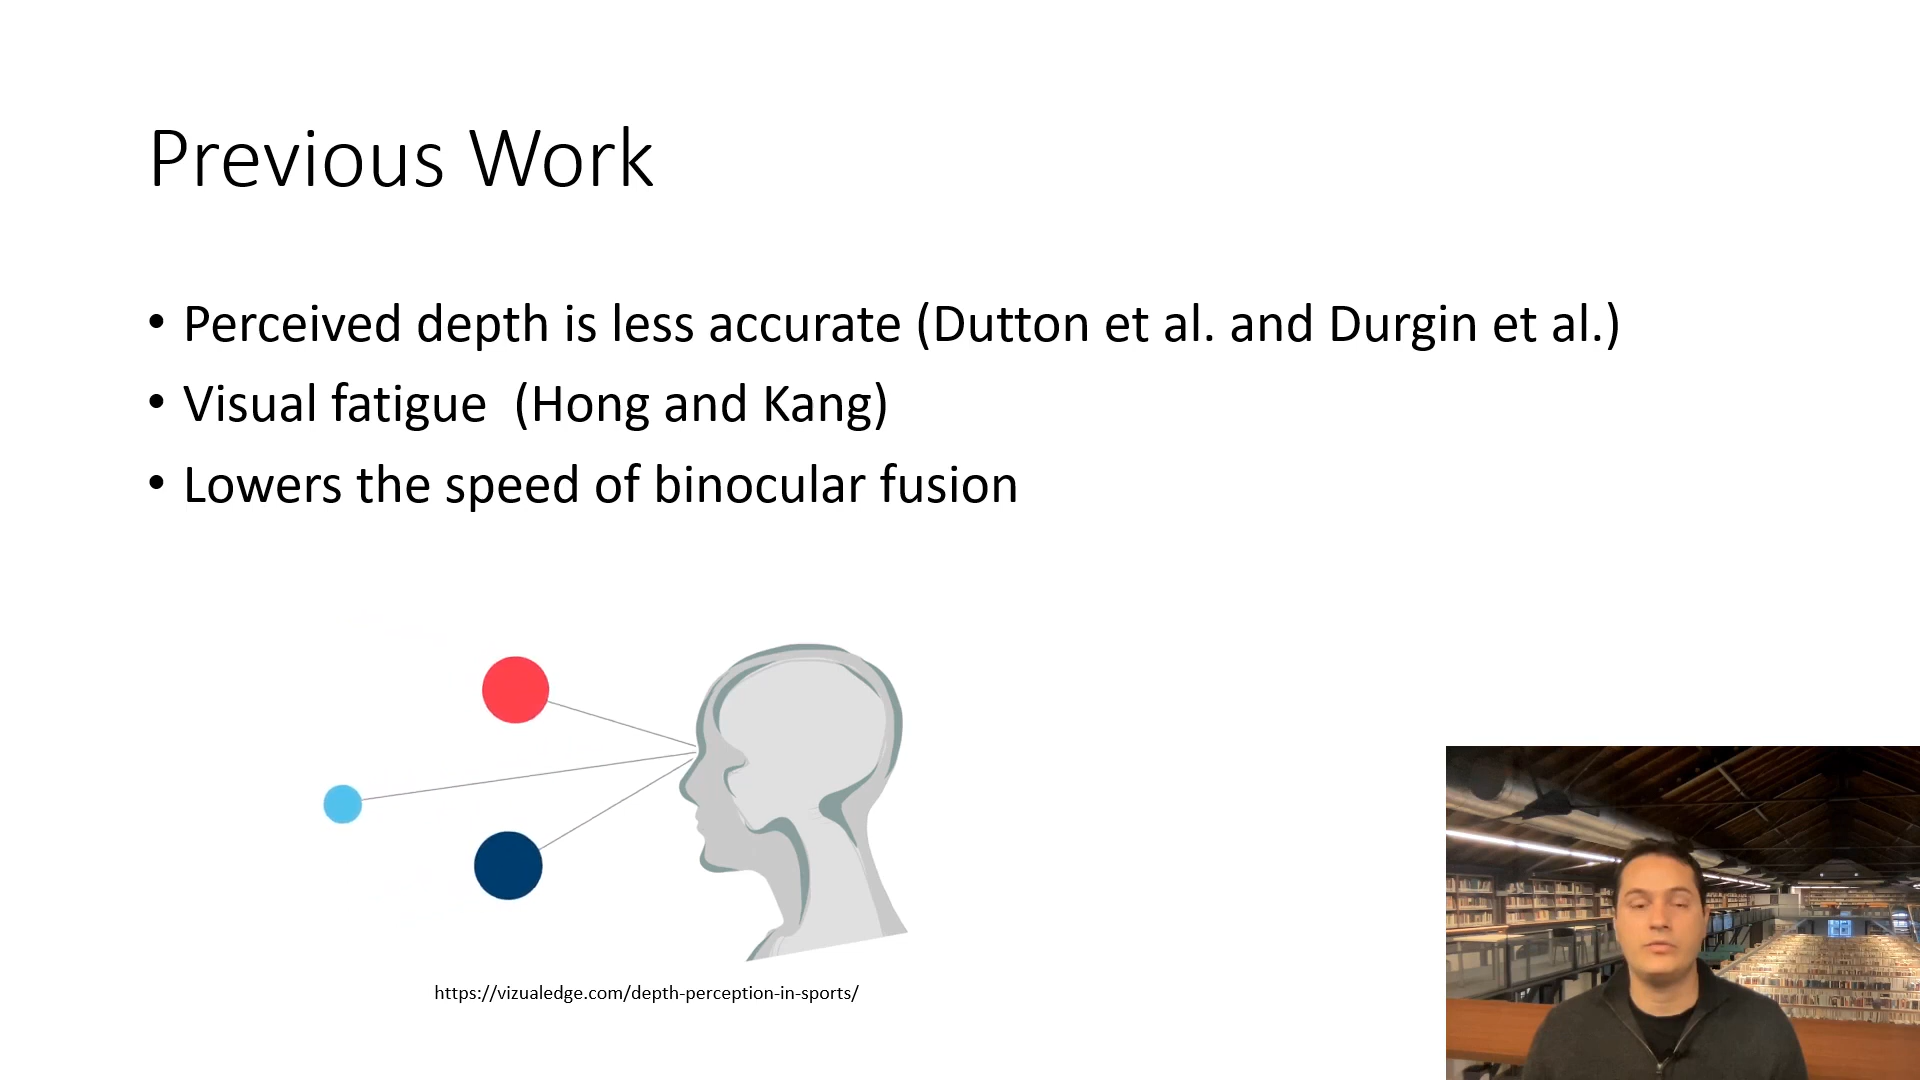 Previous Work
• Perceived depth is less accurate (Dutton et al. and Durgin et al.)
• Visual fatigue  (Hong and Kang)
• Lowers the speed of binocular fusion
https://vizualedge.com/depth-perception-in-sports/